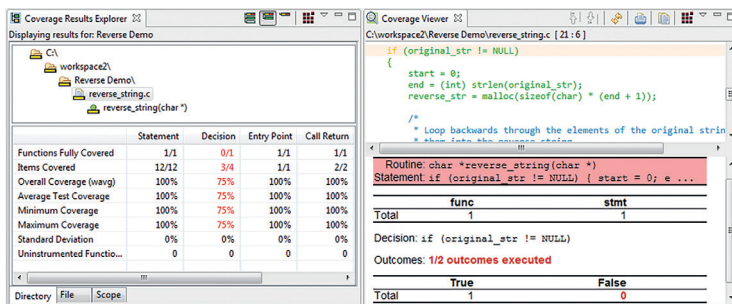 Coverage Results Explorer
Displaying results for: Reverse Demo
C:\
workspace2\
Reverse Demo\
reverse_string.c
reverse_string(char *)
Statement Decision Entry Point Call Return
Functions Fully Covered 1/1 0/1 1/1 1/1
Items Covered 12/12 3/4 1/1 2/2
Overall Coverage (wavg) 100% 75% 100% 100%
Average Test Coverage 100% 75% 100% 100%
Minimum Coverage 100% 75% 100% 100%
Maximum Coverage 100% 75% 100% 100%
Standard Deviation 0% 0% 0% 0%
Uninstrumented Functio... 0 0 0 0
Directory File Scope
Coverage Viewer
C:\workspace2\Reverse Demo\reverse_string.c [ 21 : 6 ]
if (original_str != NULL)
{
start = 0;
end = (int) strlen(original_str);
reverse_str = malloc(sizeof(char) * (end + 1));
/*
* Loop backwards through the elements of the original strin
* them into the reverse string
Routine: char *reverse_string(char *)
Statement: if (original_str != NULL) { start = 0; e ...
func stmt
Total 1 1
Decision: if (original_str != NULL)
Outcomes: 1/2 outcomes executed
True False
Total 1 0